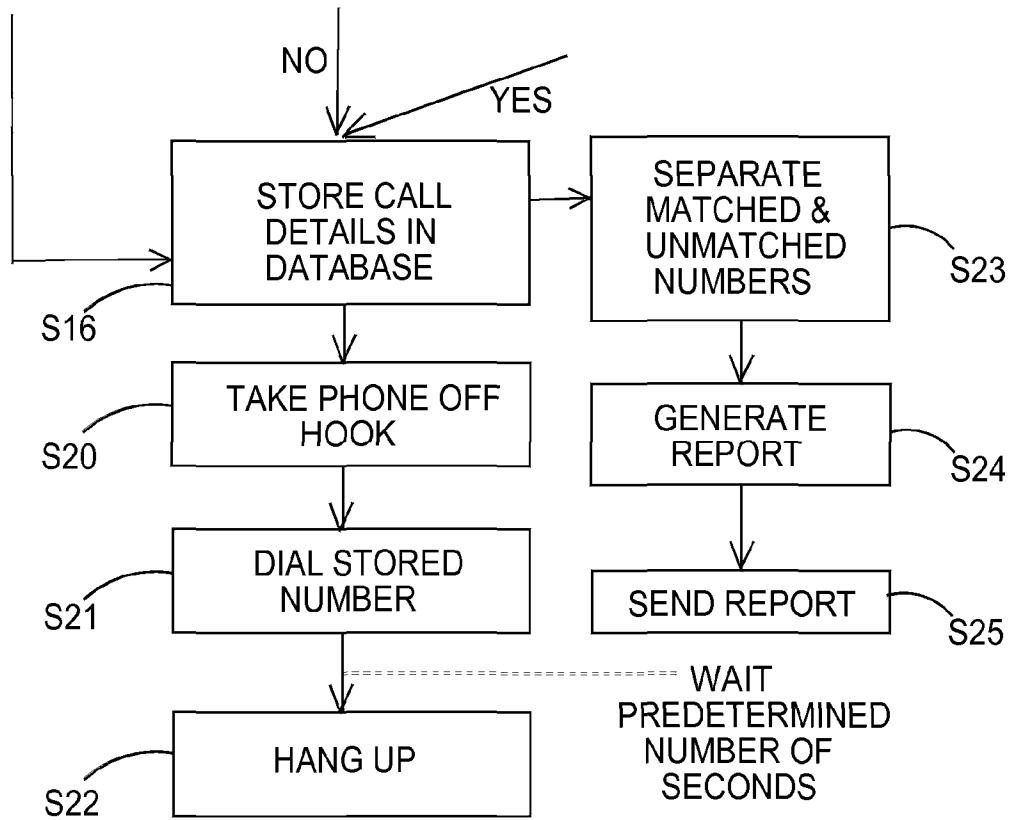 NO
YES
STORE CALL
DETAILS IN
DATABASE
S16
SEPARATE
MATCHED &
UNMATCHED
NUMBERS
S23
TAKE PHONE OFF
HOOK
S20
GENERATE
REPORT
S24
DIAL STORED
NUMBER
S21
SEND REPORT
S25
WAIT
PREDETERMINED
NUMBER OF
SECONDS
HANG UP
S22